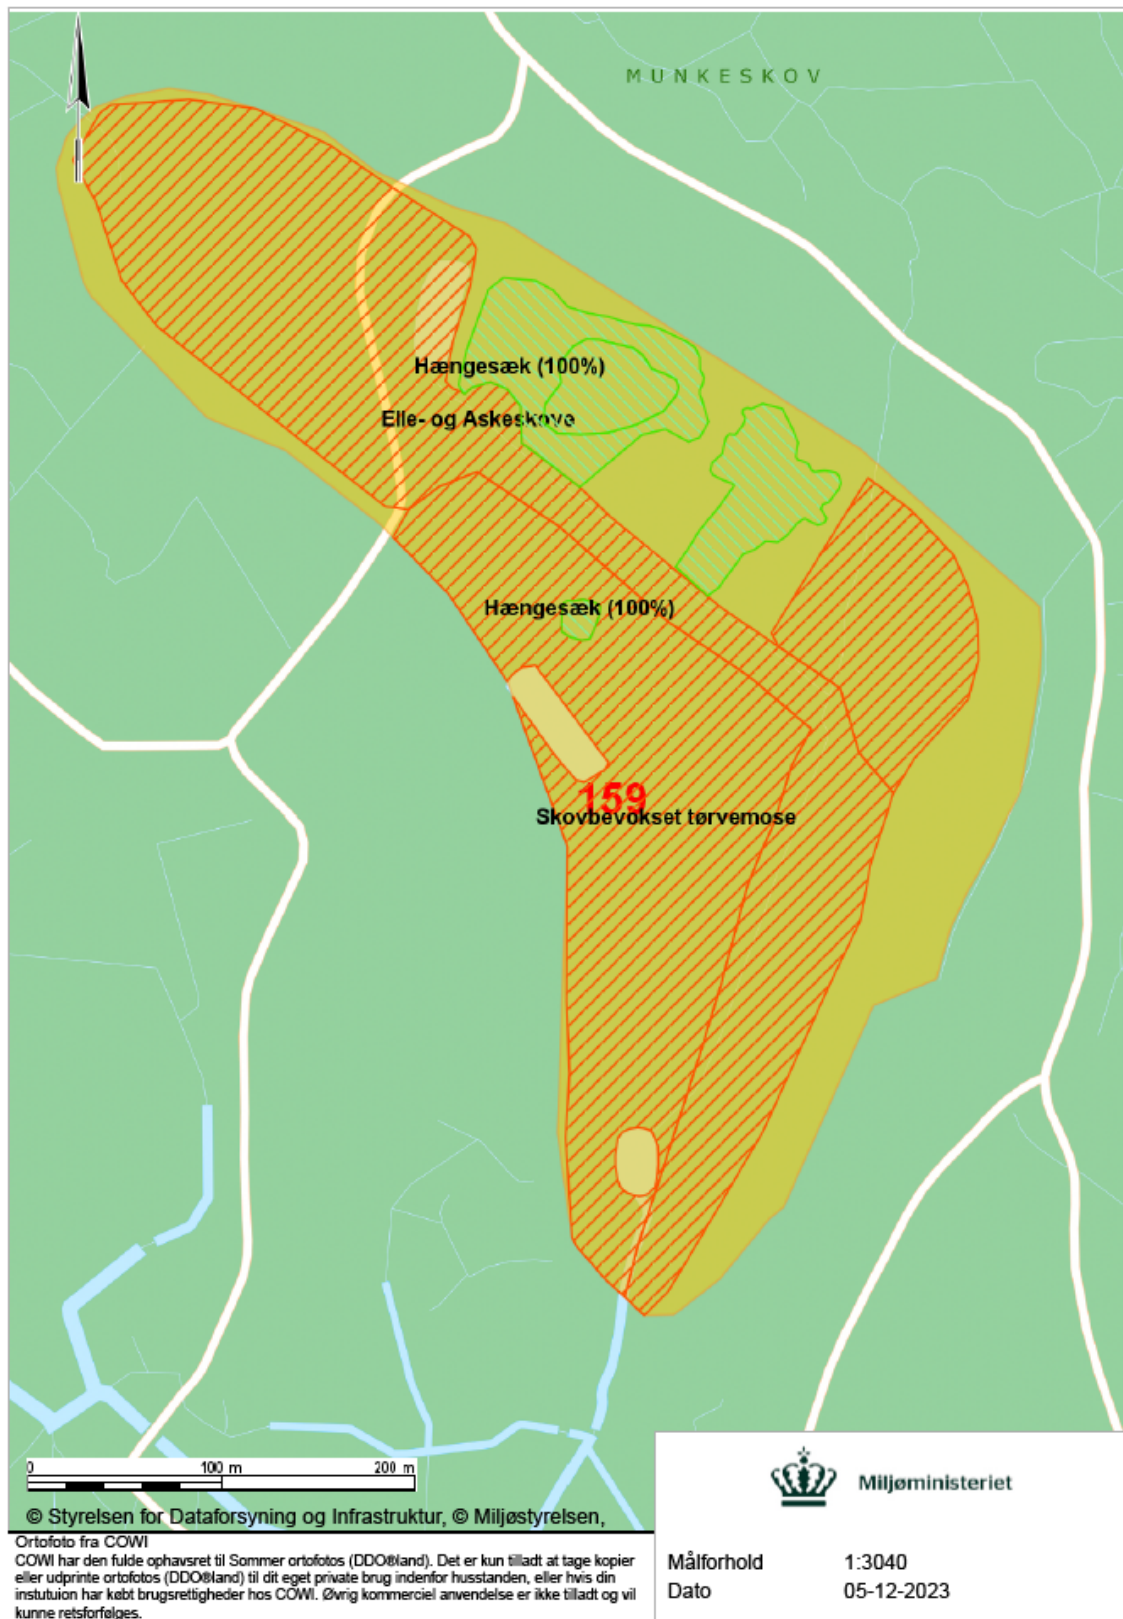 MUNKESKOV
Hængesæk (100%)
Elle- og Askeskove
Hængesæk (100%)
159
Skovbevokset tørvemose
0 100 m 200 m
© Styrelsen for Dataforsyning og Infrastruktur, © Miljøstyrelsen,
Ortofoto fra COWI
COWI har den fulde ophavsret til Sommer ortofotos (DDO®land). Det er kun tilladt at tage kopier
eller udprinte ortofotos (DDO®land) til dit eget private brug indenfor husstanden, eller hvis din
instutuion har købt brugsrettigheder hos COWI. Øvrig kommerciel anvendelse er ikke tilladt og vil
kunne retsforfølges.
Miljøministeriet
Målforhold 1:3040
Dato 05-12-2023